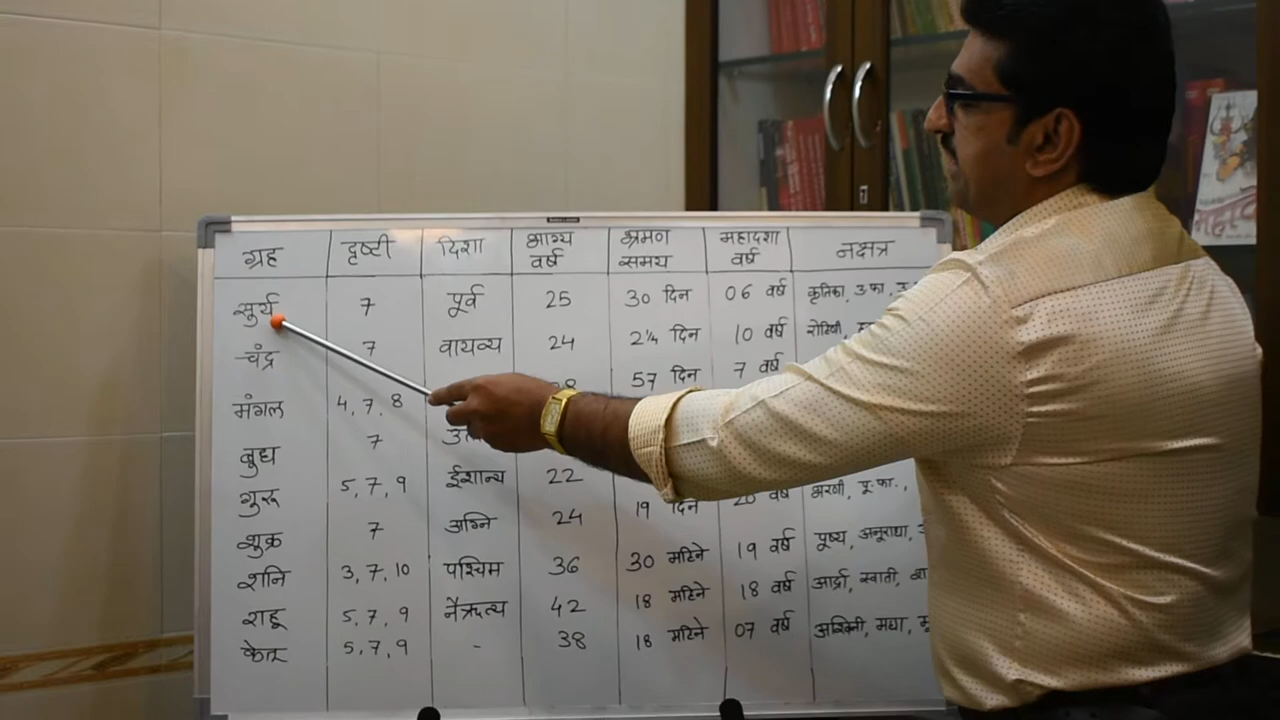 ग्रह दृष्टी दिशा भाग्य वर्ष भ्रमण समय महादशा वर्ष नक्षत्र
सुर्य 7 पूर्व 25 30 दिन 06 वर्ष कृतिका, उ.फा,
चंद्र 7 वायव्य 24 2¼ दिन 10 वर्ष रोहिणी,
मंगल 4, 7, 8 57 दिन 7 वर्ष
बुध 7
गुरू 5, 7, 9 ईशान्य 22
शुक्र 7 अग्नि 24 19 दिन 20 वर्ष भरणी, पू.फा.,
शनि 3, 7, 10 पश्चिम 36 30 महिने 19 वर्ष पूष्य, अनूराधा,
राहू 5, 7, 9 नैऋत्य 42 18 महिने 18 वर्ष आर्द्रा, स्वाती,
केतू 5, 7, 9 - 38 18 महिने 07 वर्ष अश्विनी, मघा,